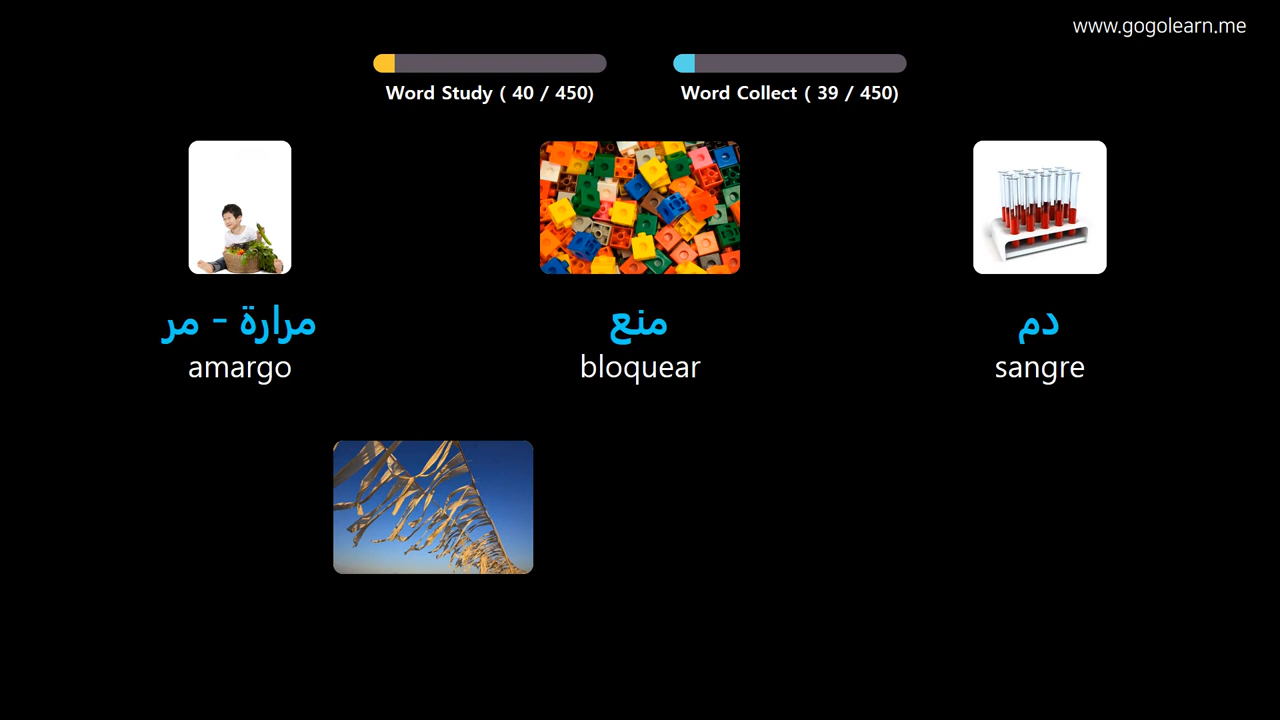 www.gogolearn.me
Word Study ( 40 / 450)
Word Collect ( 39 / 450)
مرارة - مر
amargo
منع
bloquear
دم
sangre